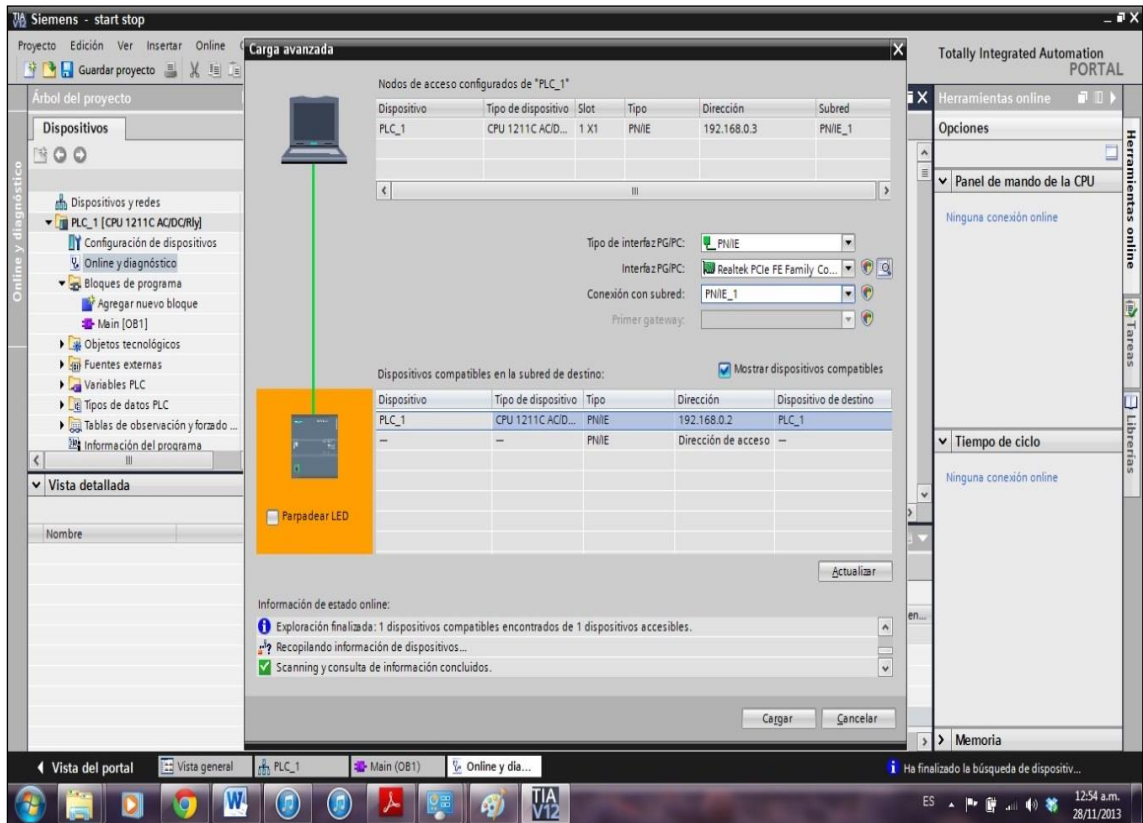 Siemens - start stop
Proyecto Edición Ver Insertar Online
Guardar proyecto
Totally Integrated Automation
PORTAL
Árbol del proyecto
Dispositivos
Online y diagnóstico
Dispositivos y redes
PLC_1 [CPU 1211C AC/DC/Rly]
Configuración de dispositivos
Online y diagnóstico
Bloques de programa
Agregar nuevo bloque
Main [OB1]
Objetos tecnológicos
Fuentes externas
Variables PLC
Tipos de datos PLC
Tablas de observación y forzado ...
Información del programa
Vista detallada
Nombre
Carga avanzada
Nodos de acceso configurados de "PLC_1"
Dispositivo Tipo de dispositivo Slot Tipo Dirección Subred
PLC_1 CPU 1211C AC/D... 1 X1 PN/IE 192.168.0.3 PN/IE_1
Tipo de interfaz PG/PC: PN/IE
Interfaz PG/PC: Realtek PCIe FE Family Co...
Conexión con subred: PN/IE_1
Primer gateway:
Dispositivos compatibles en la subred de destino:
Mostrar dispositivos compatibles
Dispositivo Tipo de dispositivo Tipo Dirección Dispositivo de destino
PLC_1 CPU 1211C AC/D... PN/IE 192.168.0.2 PLC_1
— — PN/IE Dirección de acceso —
Parpadear LED
Actualizar
Información de estado online:
Exploración finalizada: 1 dispositivos compatibles encontrados de 1 dispositivos accesibles.
Recopilando información de dispositivos...
Scanning y consulta de información concluidos.
Cargar Cancelar
en...
Herramientas online
Opciones
Panel de mando de la CPU
Ninguna conexión online
Tiempo de ciclo
Ninguna conexión online
Memoria
Herramientas online
Tareas
Librerías
Vista del portal Vista general PLC_1 Main (OB1) Online y dia...
Ha finalizado la búsqueda de dispositiv...
TIA
V12
ES
12:54 a.m.
28/11/2013